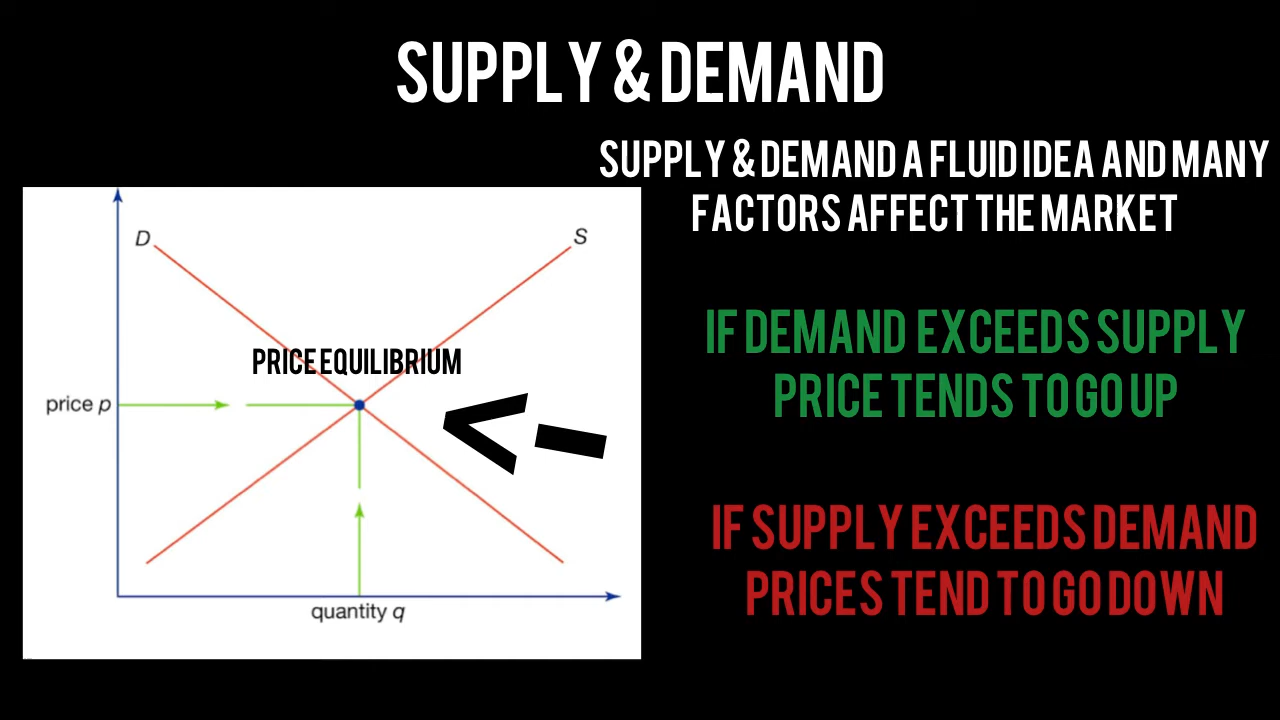 SUPPLY & DEMAND
SUPPLY & DEMAND A FLUID IDEA AND MANY
FACTORS AFFECT THE MARKET
D
S
PRICE EQUILIBRIUM
price p
quantity q
IF DEMAND EXCEEDS SUPPLY
PRICE TENDS TO GO UP
IF SUPPLY EXCEEDS DEMAND
PRICES TEND TO GO DOWN